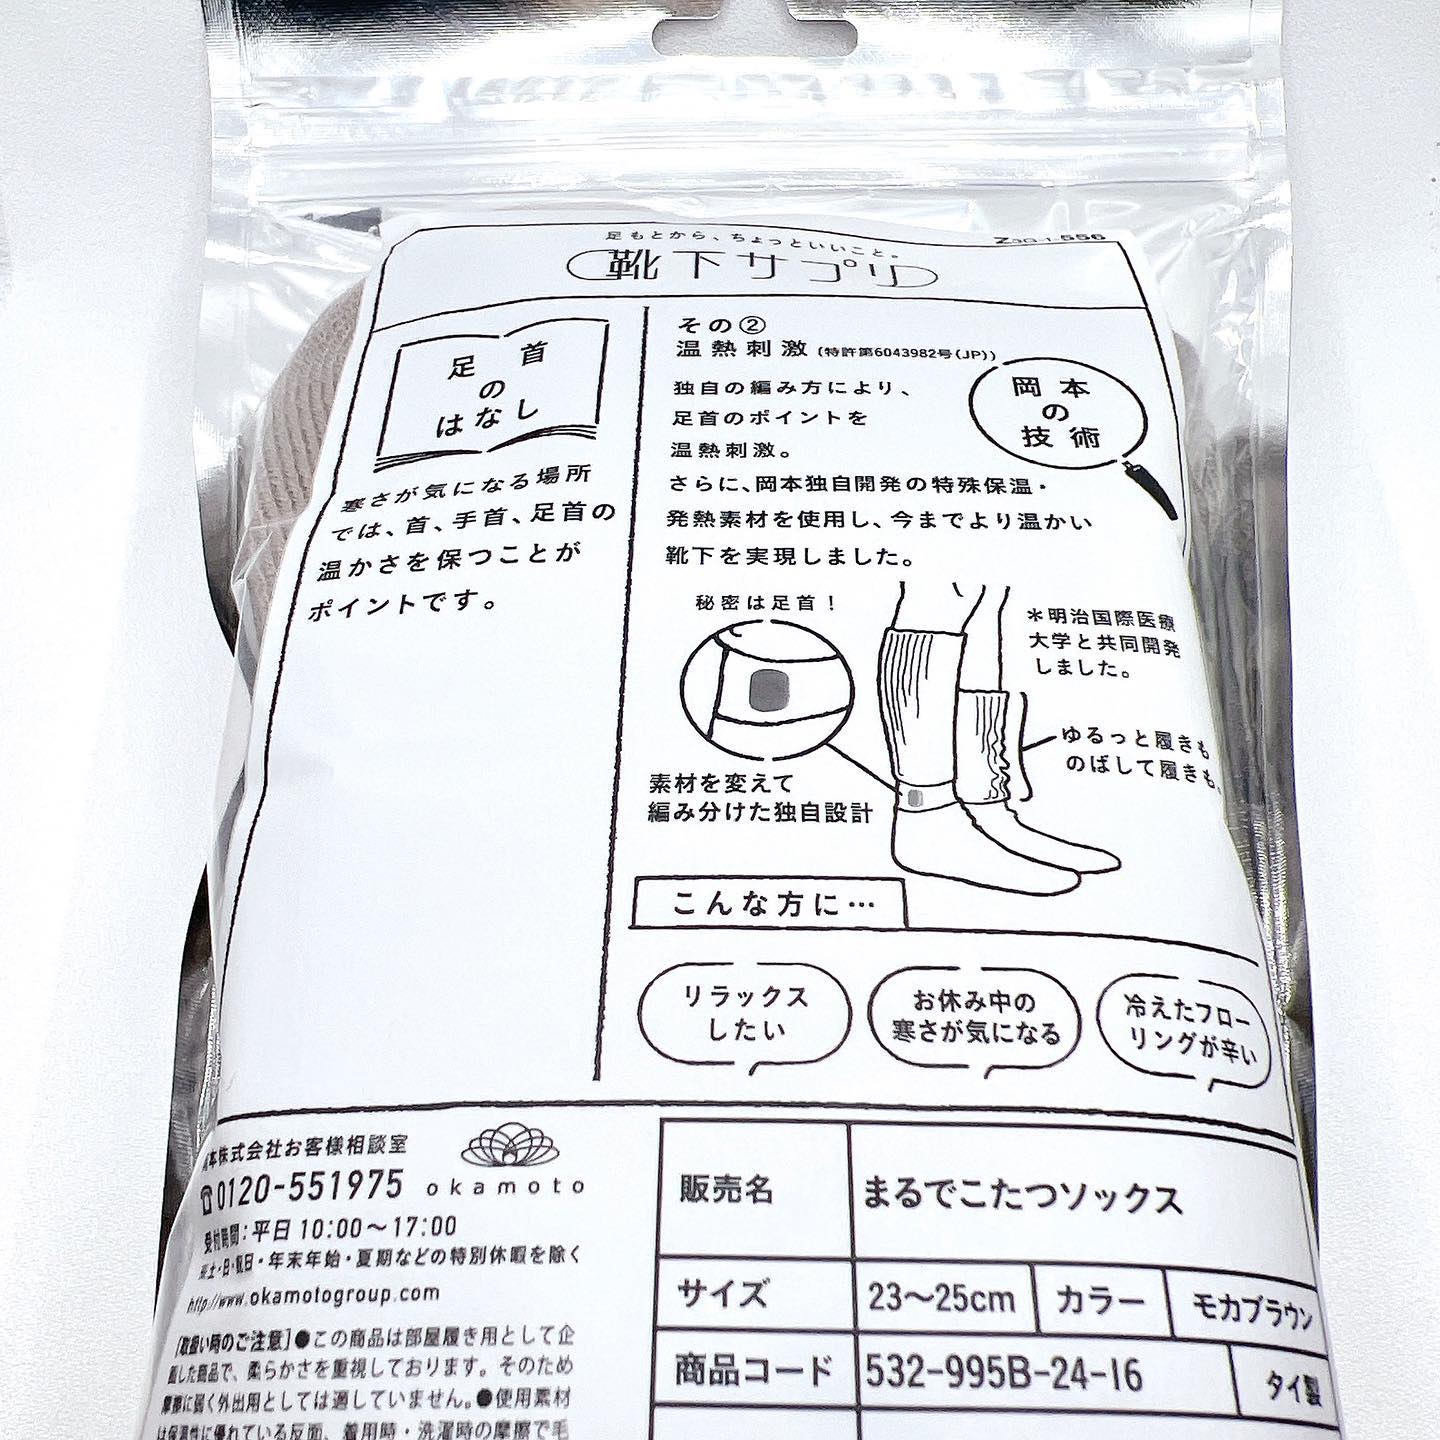 足もとから、ちょっといいこと。
靴下サプリ
足首
の
はなし
寒さが気になる場所
では、首、手首、足首の
温かさを保つことが
ポイントです。
その②
温熱刺激（特許第6043982号(JP)）
岡本
の
技術
独自の編み方により、
足首のポイントを
温熱刺激。
さらに、岡本独自開発の特殊保温・
発熱素材を使用し、今までより温かい
靴下を実現しました。
秘密は足首！
＊明治国際医療
大学と共同開発
しました。
ゆるっと履きも
のばして履きも。
素材を変えて
編み分けた独自設計
こんな方に…
リラックス
したい
お休み中の
寒さが気になる
冷えたフロー
リングが辛い
本株式会社お客様相談室
☎0120-551975
okamoto
受付時間：平日10:00〜17:00
※土・日・祝日・年末年始・夏期などの特別休暇を除く
http://www.okamotogroup.com
［取扱い時のご注意］●この商品は部屋履き用として企
画した商品で、柔らかさを重視しております。そのため
摩擦に弱く外出用としては適していません。●使用素材
は保温性に優れている反面、着用時・洗濯時の摩擦で毛
販売名 まるでこたつソックス
サイズ 23〜25cm カラー モカブラウン
商品コード 532-995B-24-16 タイ製